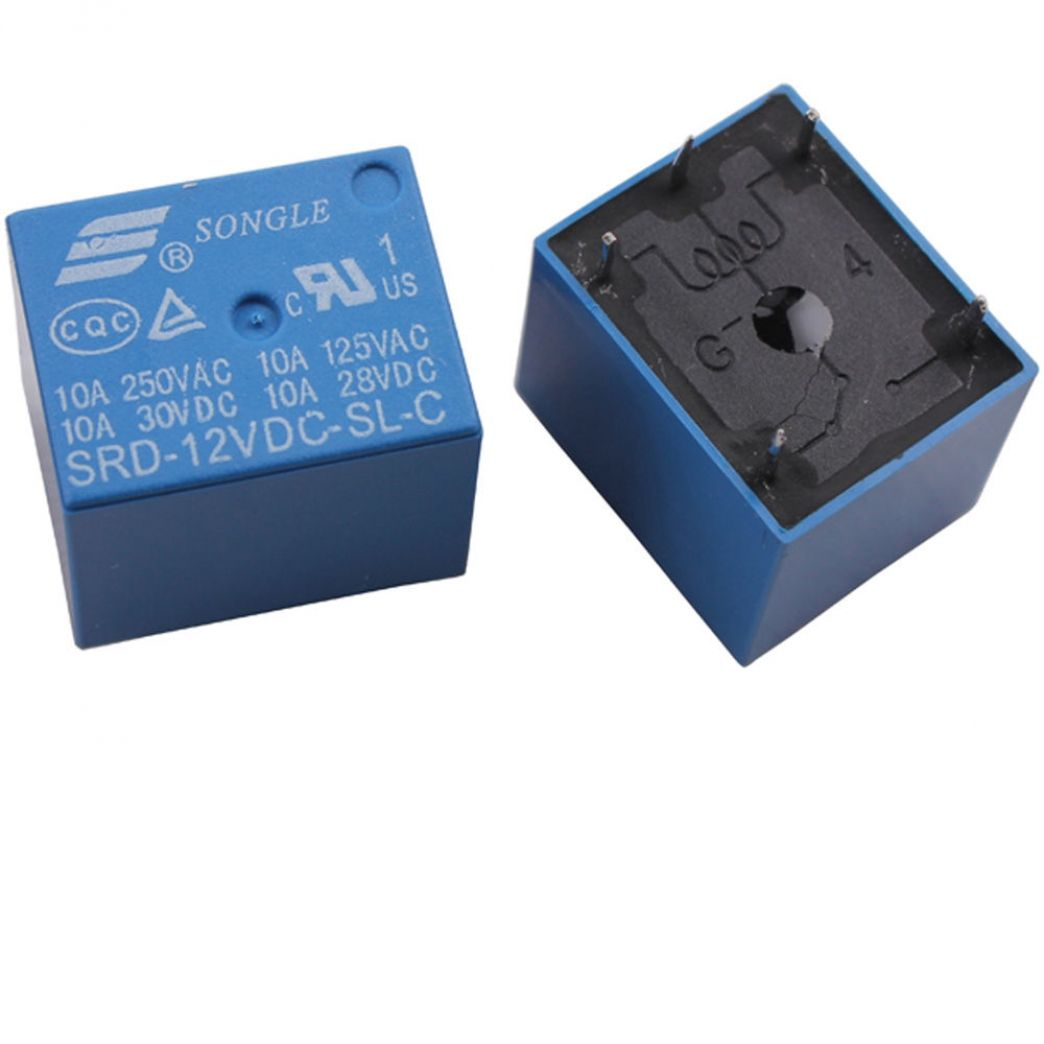 SONGLE
®
CQC
C US
1
10A 250VAC 10A 125VAC
10A 30VDC 10A 28VDC
SRD-12VDC-SL-C
4
G